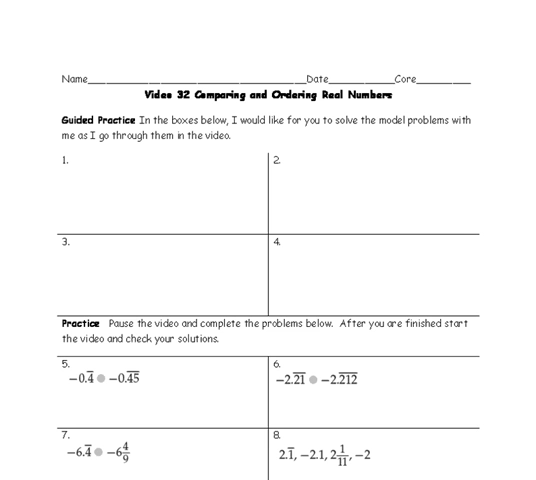 Name____________________________________Date___________Core_________
Video 32 Comparing and Ordering Real Numbers
Guided Practice In the boxes below, I would like for you to solve the model problems with
me as I go through them in the video.
1. 2.
3. 4.
Practice Pause the video and complete the problems below. After you are finished start
the video and check your solutions.
5. 6.
−0.4̅ ● −0.4̅5̅ −2.2̅1̅ ● −2.2̅1̅2̅
7. 8.
−6.4̅ ● −6 4/9 2.1̅, −2.1, 2 1/11, −2